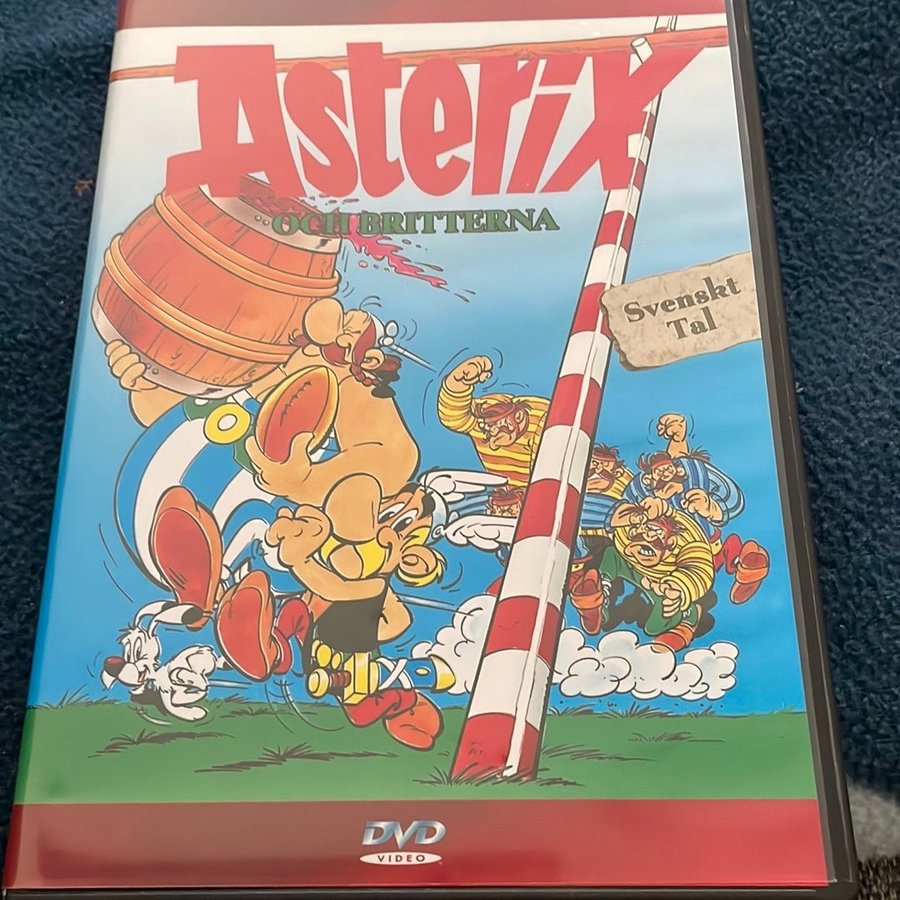 Asterix
OCH BRITTERNA
Svenskt
Tal
DVD
VIDEO